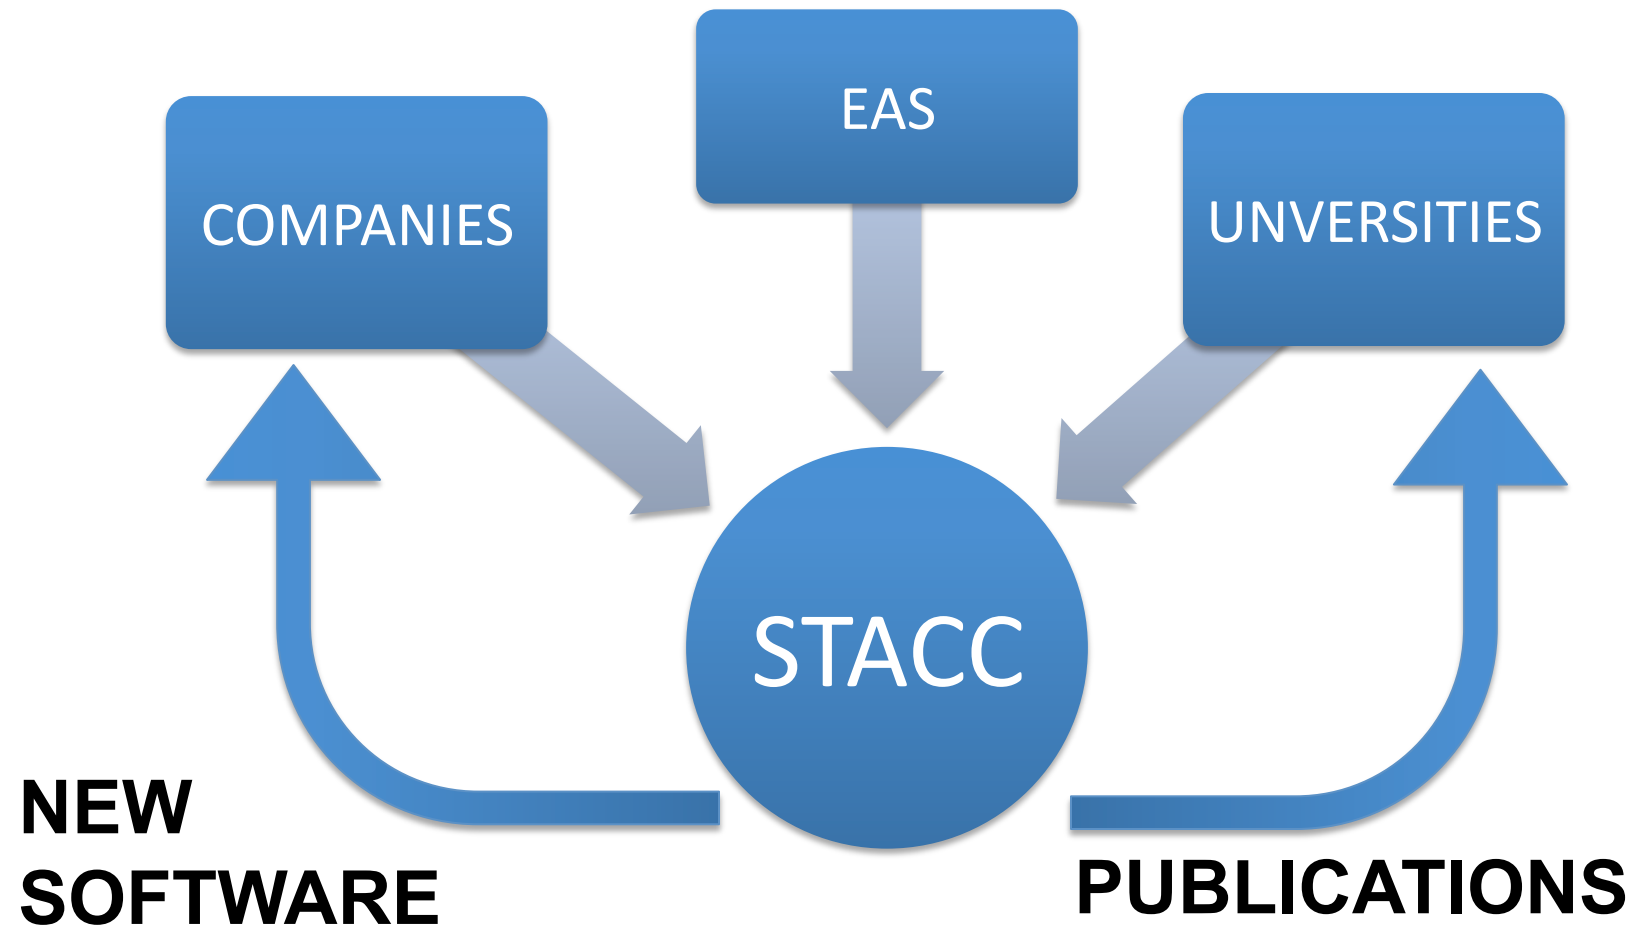 EAS
COMPANIES
UNVERSITIES
STACC
NEW
SOFTWARE
PUBLICATIONS